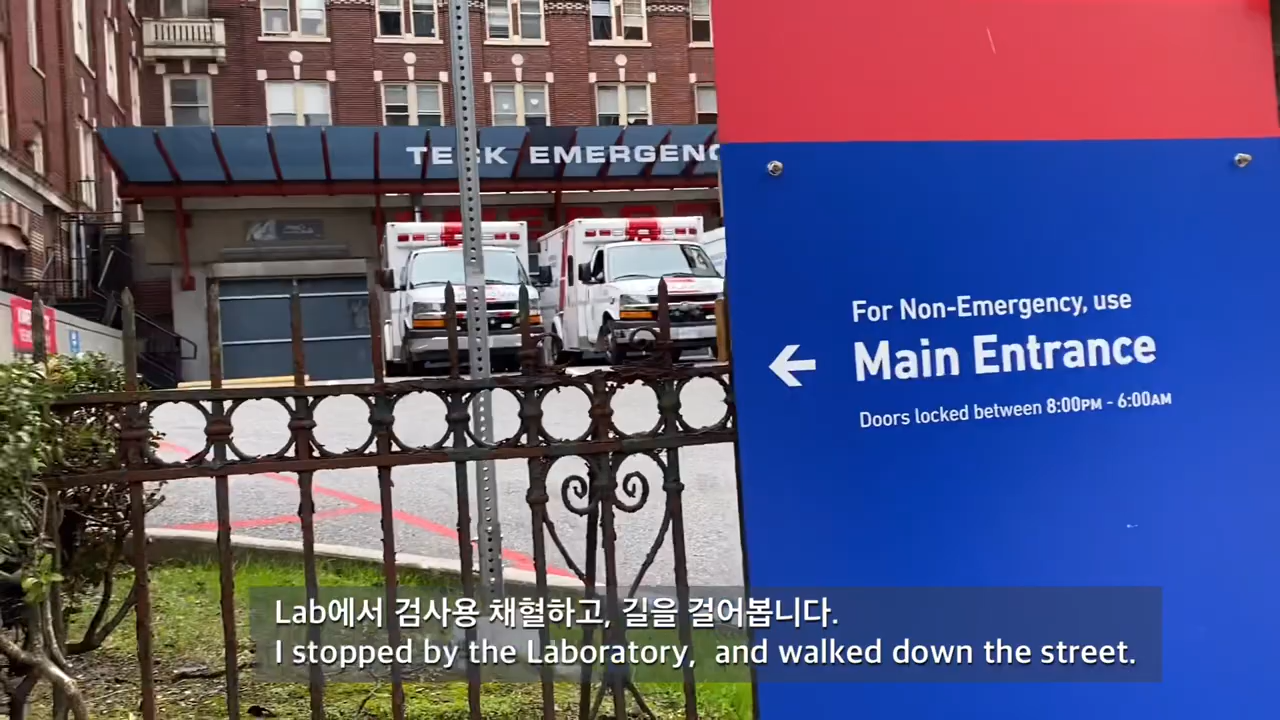 TECK EMERGENC
For Non-Emergency, use
Main Entrance
Doors locked between 8:00PM - 6:00AM
Lab에서 검사용 채혈하고, 길을 걸어봅니다.
I stopped by the Laboratory, and walked down the street.